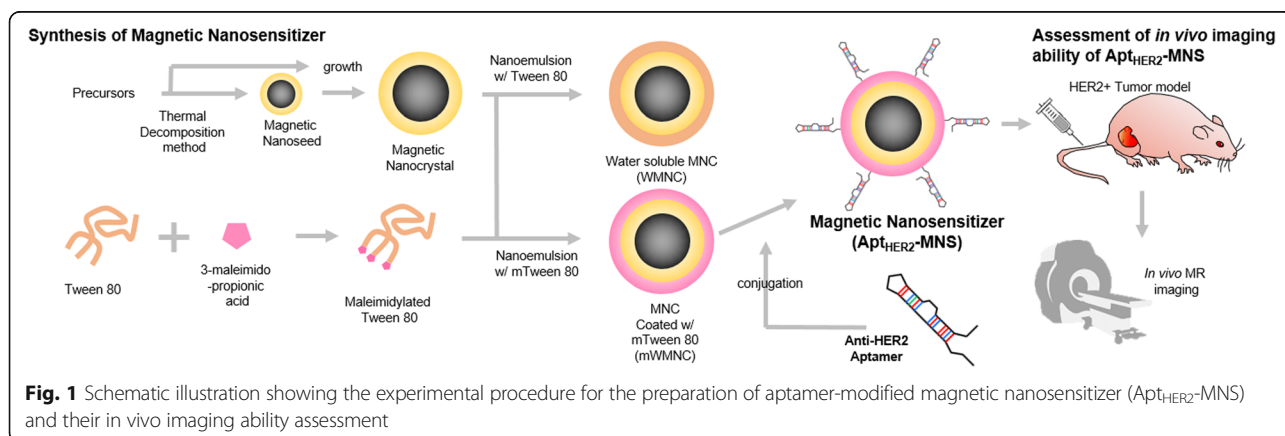 Synthesis of Magnetic Nanosensitizer
Precursors
growth
Thermal
Decomposition
method
Magnetic
Nanoseed
Magnetic
Nanocrystal
Nanoemulsion
w/ Tween 80
Water soluble MNC
(WMNC)
Tween 80
3-maleimido
-propionic
acid
Maleimidylated
Tween 80
Nanoemulsion
w/ mTween 80
MNC
Coated w/
mTween 80
(mWMNC)
conjugation
Anti-HER2
Aptamer
Magnetic Nanosensitizer
(AptHER2-MNS)
Assessment of in vivo imaging
ability of AptHER2-MNS
HER2+ Tumor model
In vivo MR
imaging
Fig. 1 Schematic illustration showing the experimental procedure for the preparation of aptamer-modified magnetic nanosensitizer (AptHER2-MNS)
and their in vivo imaging ability assessment